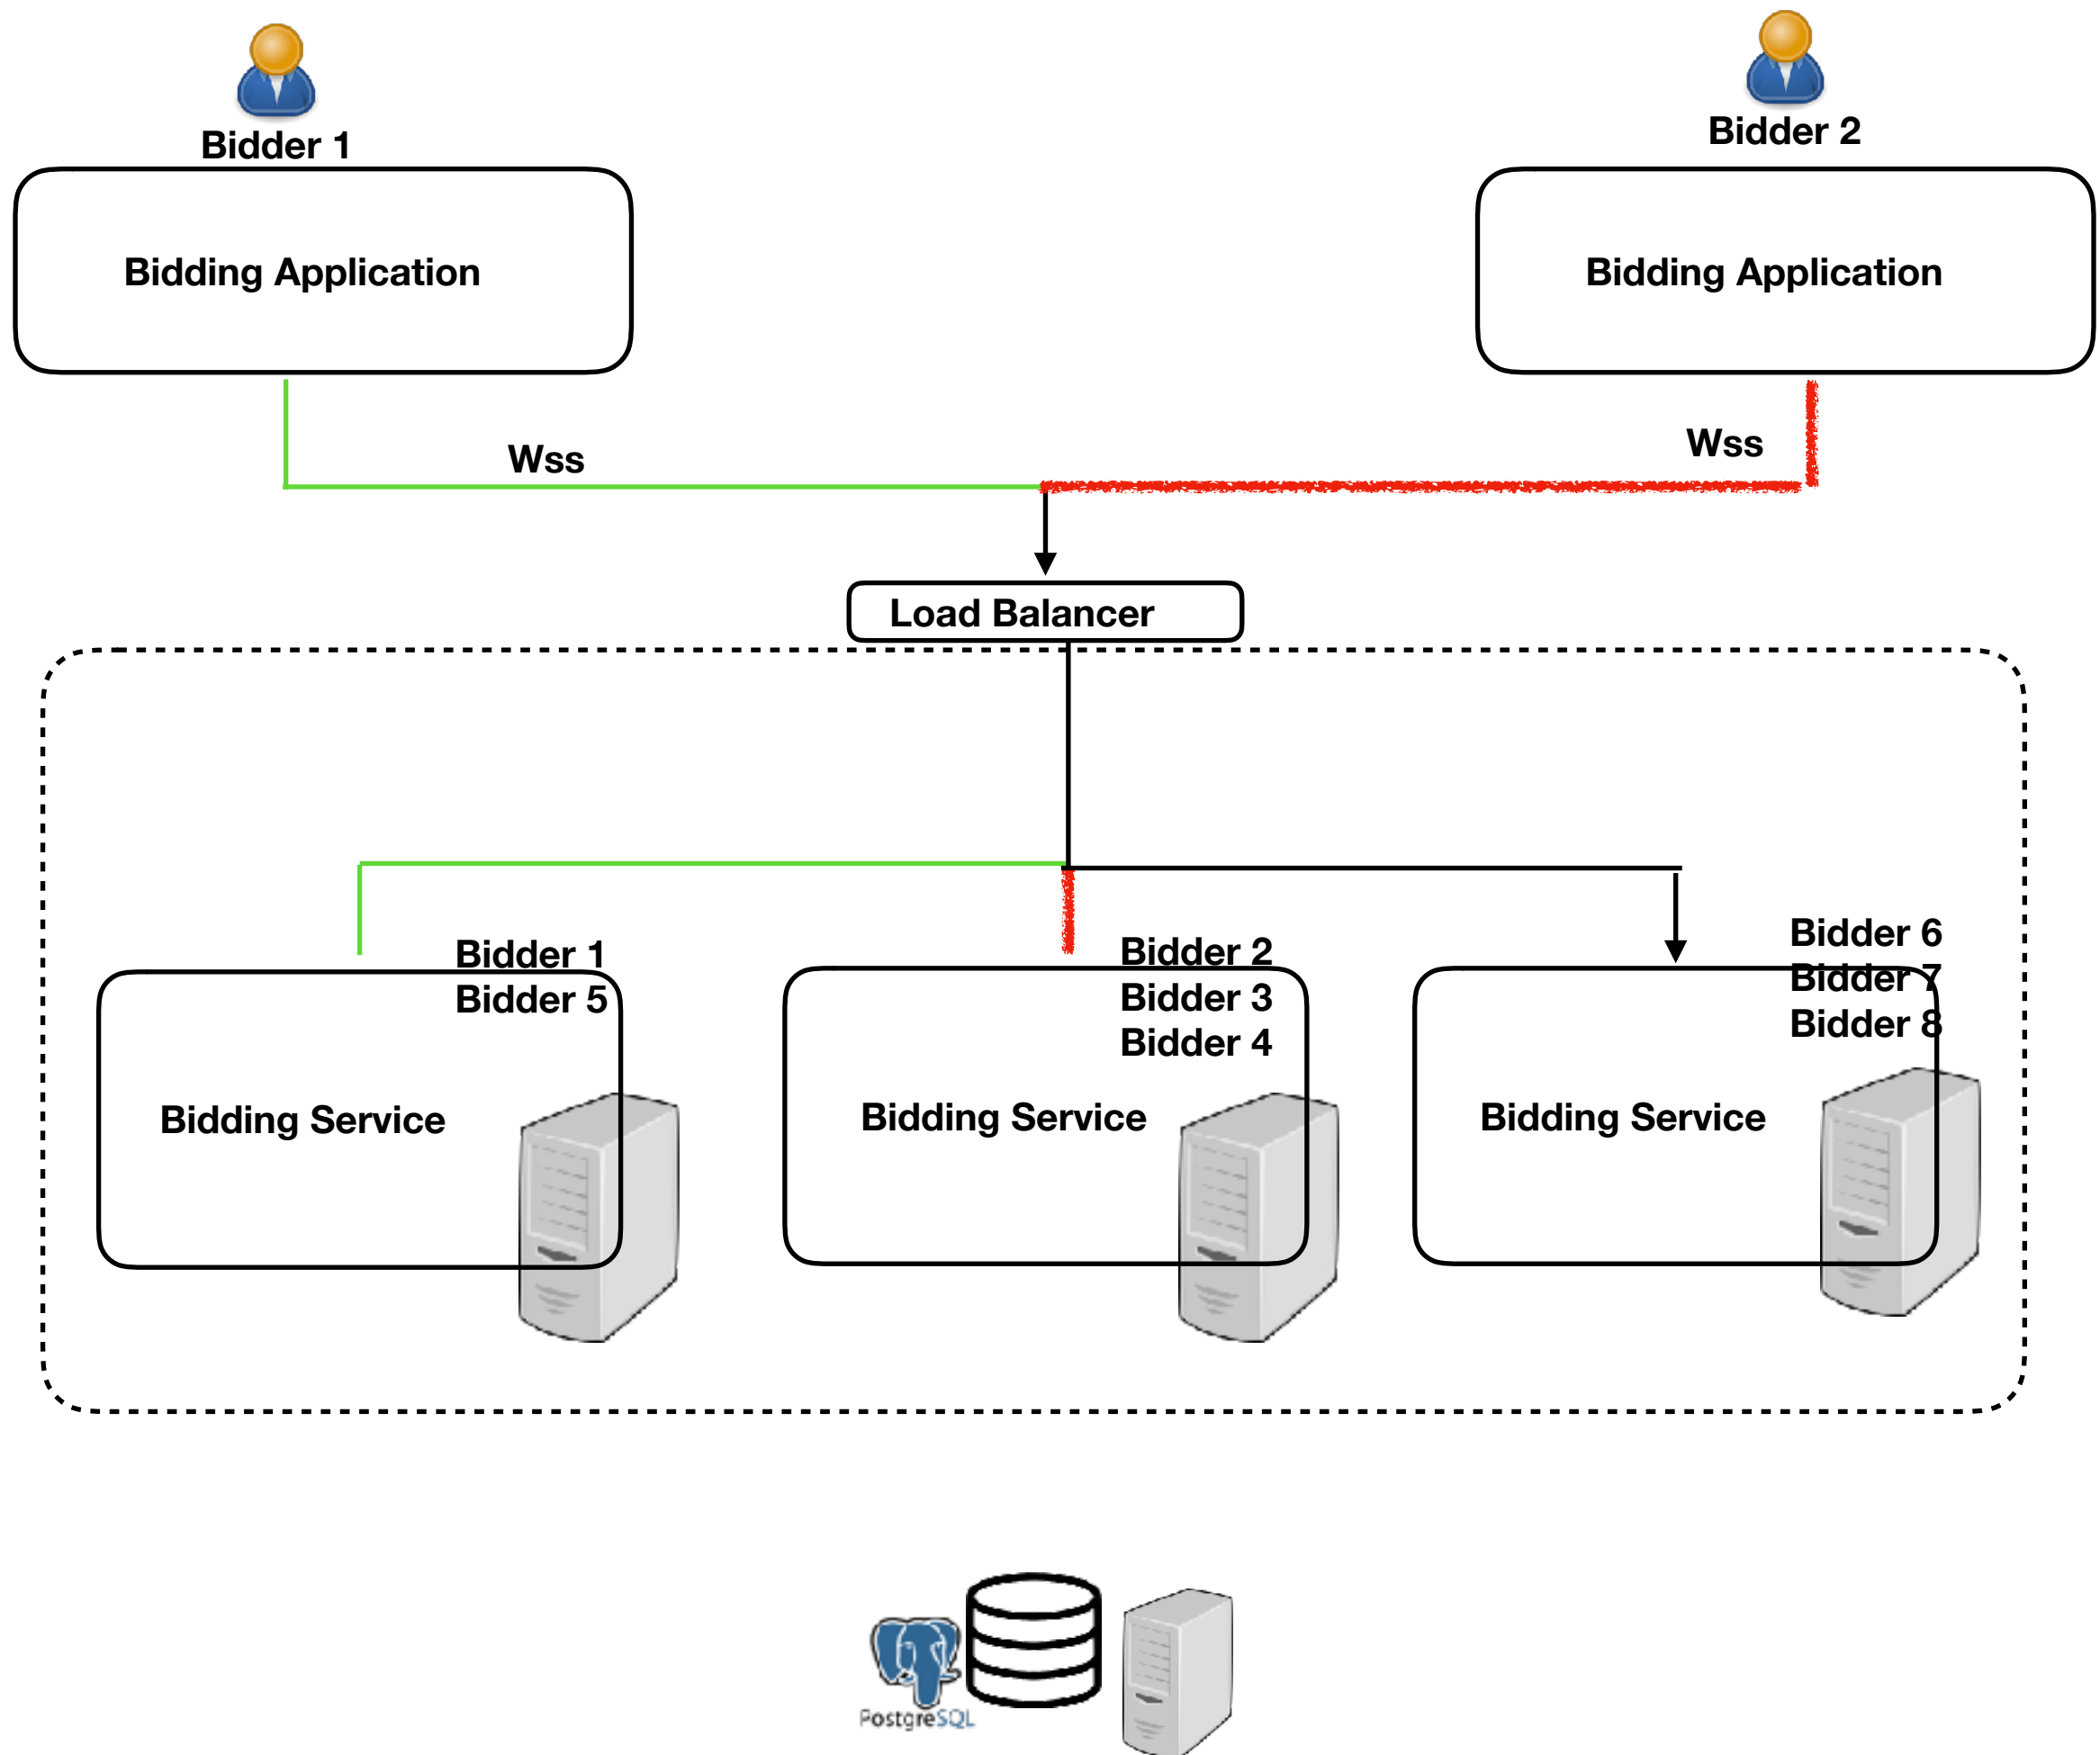 Bidder 1
Bidder 2
Bidding Application
Bidding Application
Wss
Wss
Load Balancer
Bidder 1
Bidder 5
Bidder 2
Bidder 3
Bidder 4
Bidder 6
Bidder 7
Bidder 8
Bidding Service
Bidding Service
Bidding Service
PostgreSQL